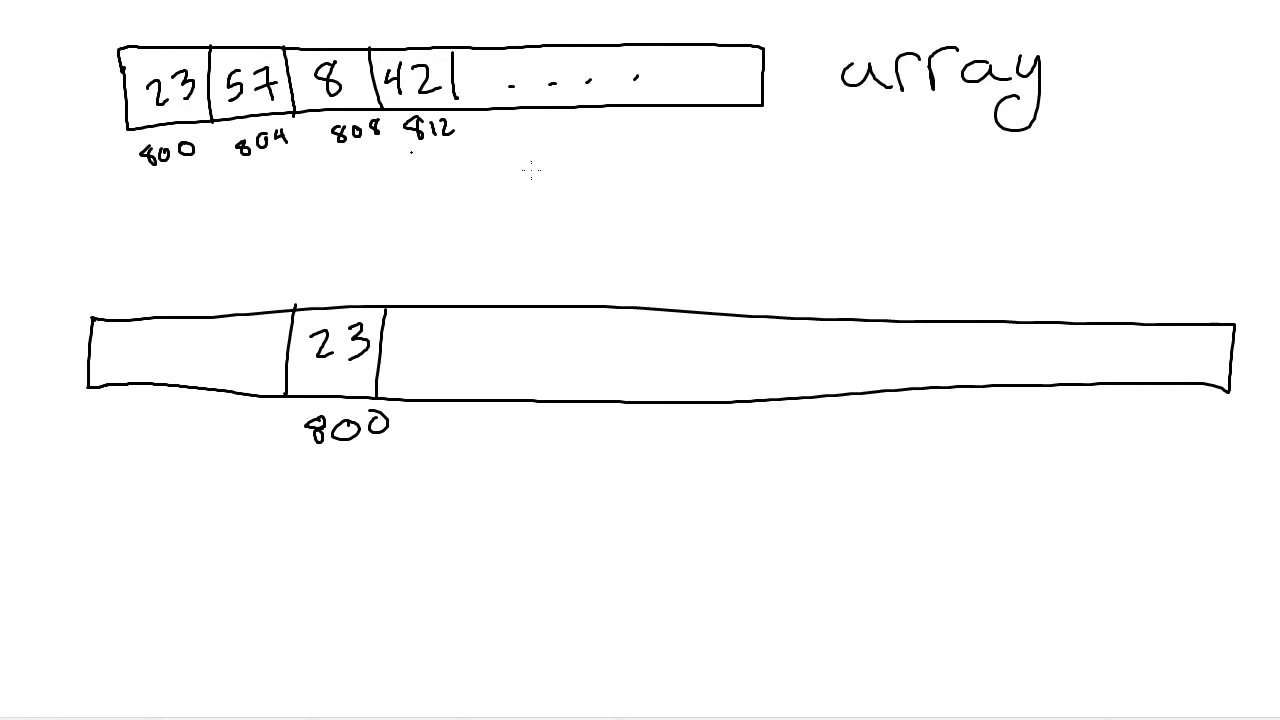 23 57 8 42 . . . . array
800 804 808 812
23
800